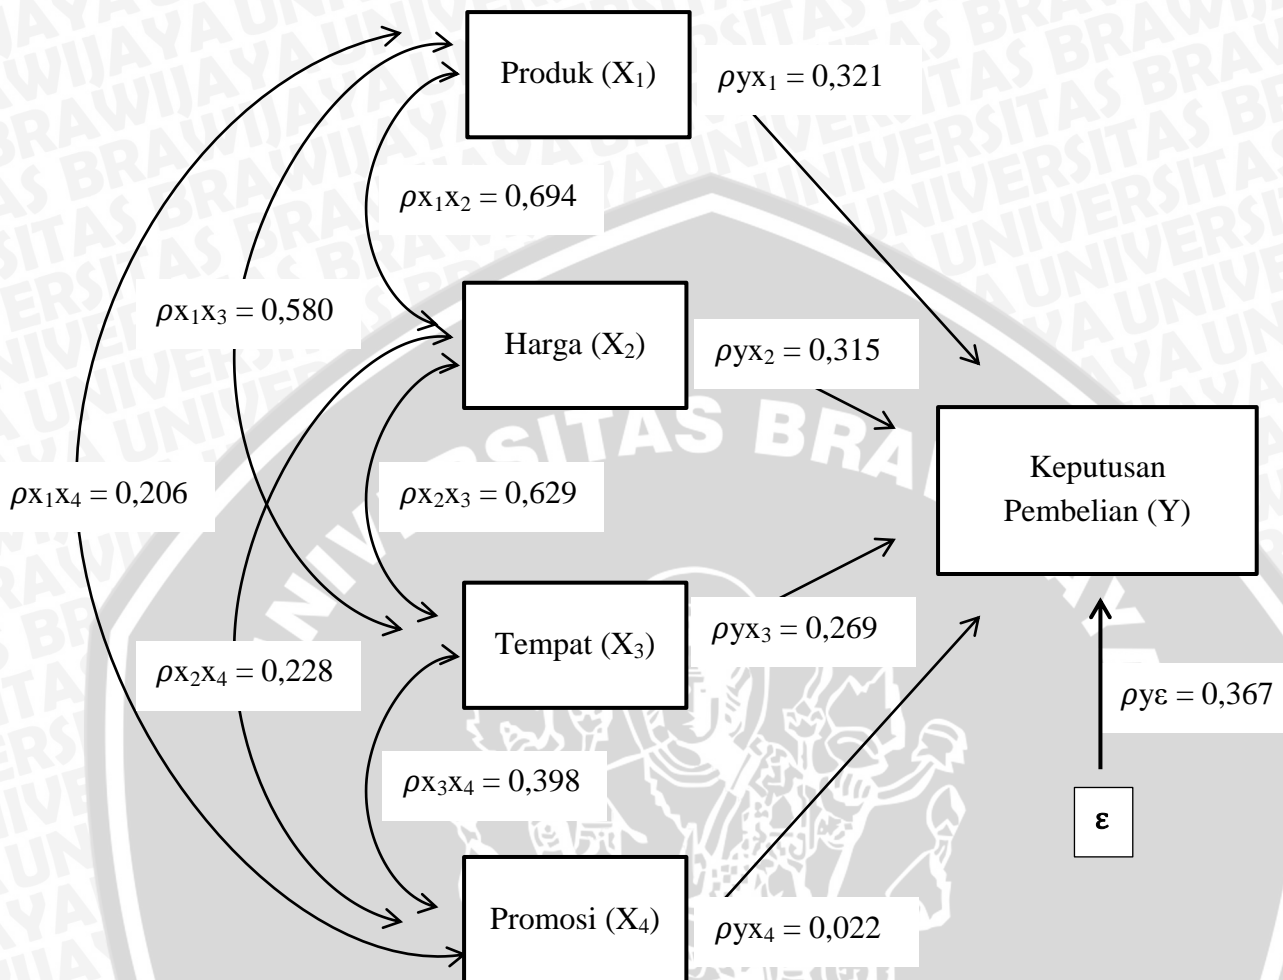 Produk (X₁)
ρyx₁ = 0,321
ρx₁x₂ = 0,694
ρx₁x₃ = 0,580
Harga (X₂)
ρyx₂ = 0,315
Keputusan
Pembelian (Y)
ρx₁x₄ = 0,206
ρx₂x₃ = 0,629
Tempat (X₃)
ρyx₃ = 0,269
ρx₂x₄ = 0,228
ρyε = 0,367
ρx₃x₄ = 0,398
ε
Promosi (X₄)
ρyx₄ = 0,022